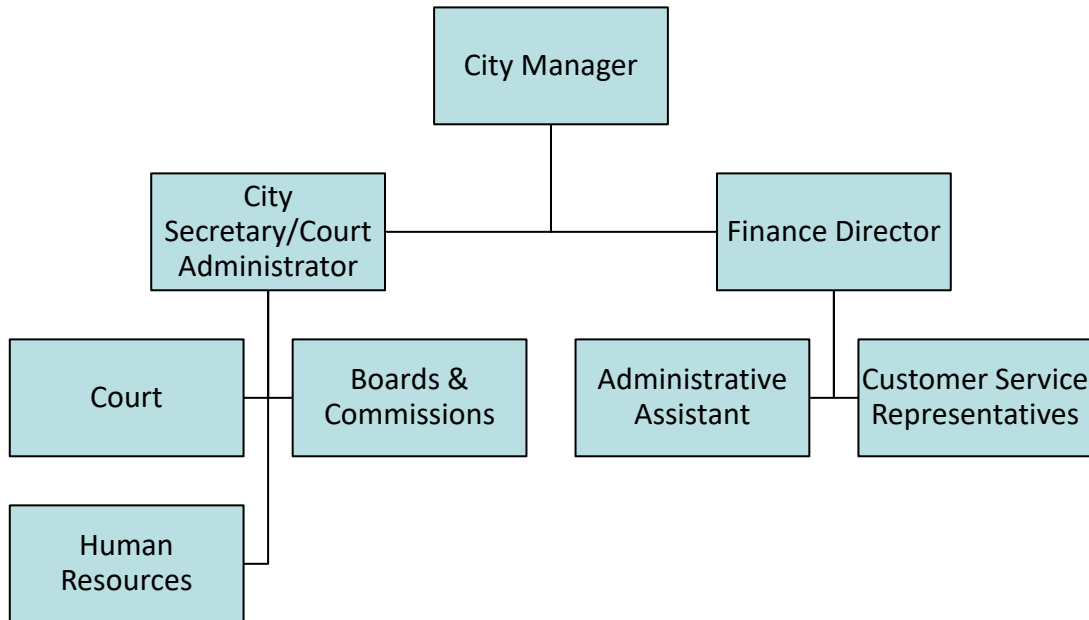 City Manager
City
Secretary/Court
Administrator
Finance Director
Court
Boards &
Commissions
Administrative
Assistant
Customer Service
Representatives
Human
Resources